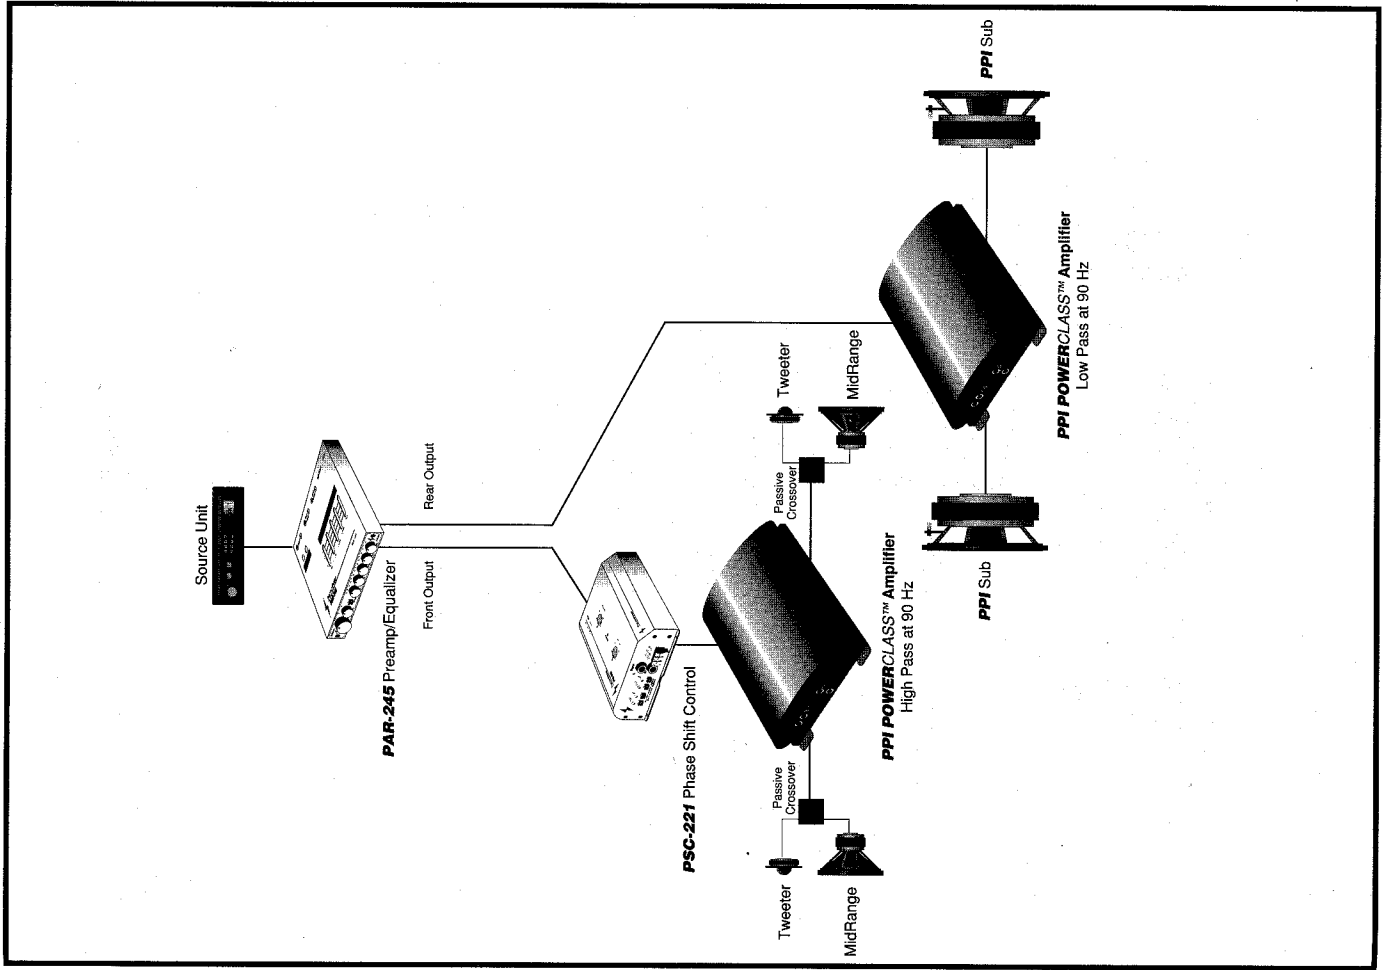 Source Unit
PAR-245 Preamp/Equalizer
Front Output
Rear Output
PSC-221 Phase Shift Control
Tweeter
MidRange
Passive
Crossover
PPI POWERCLASS™ Amplifier
High Pass at 90 Hz
Passive
Crossover
Tweeter
MidRange
PPI Sub
PPI POWERCLASS™ Amplifier
Low Pass at 90 Hz
PPI Sub